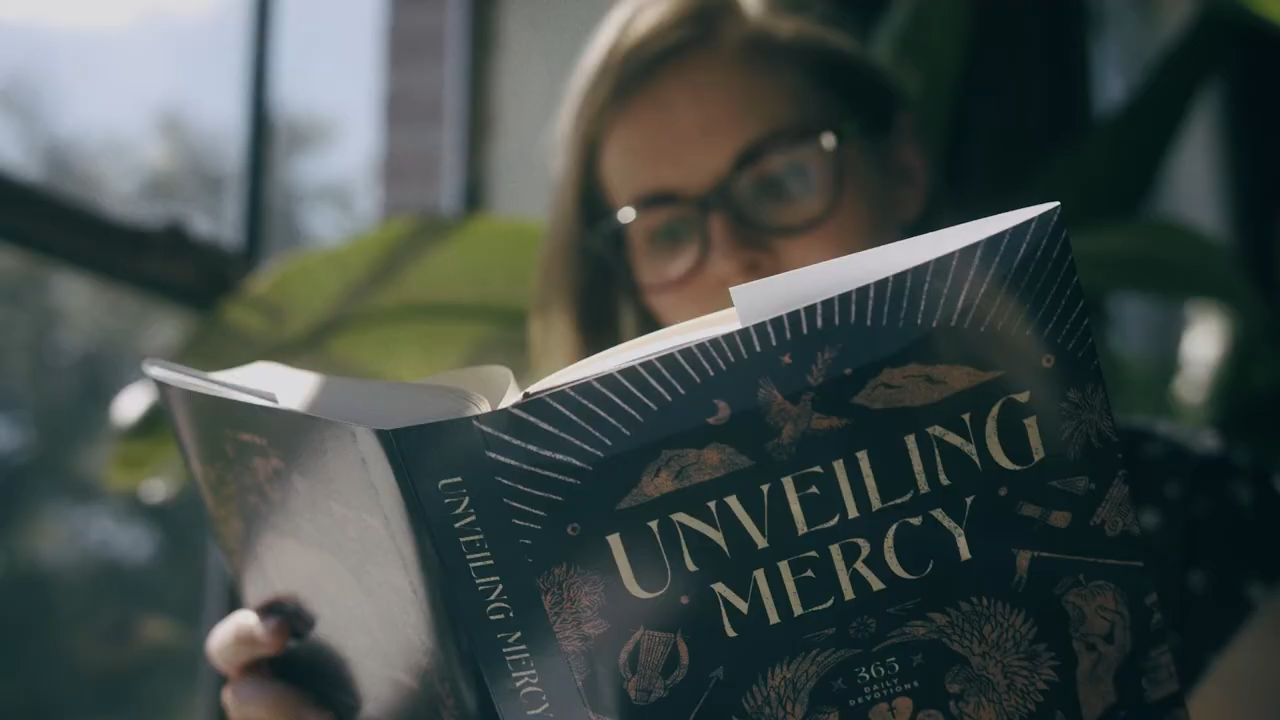 UNVEILING MERCY
UNVEILING
MERCY
365
DAILY
DEVOTIONS